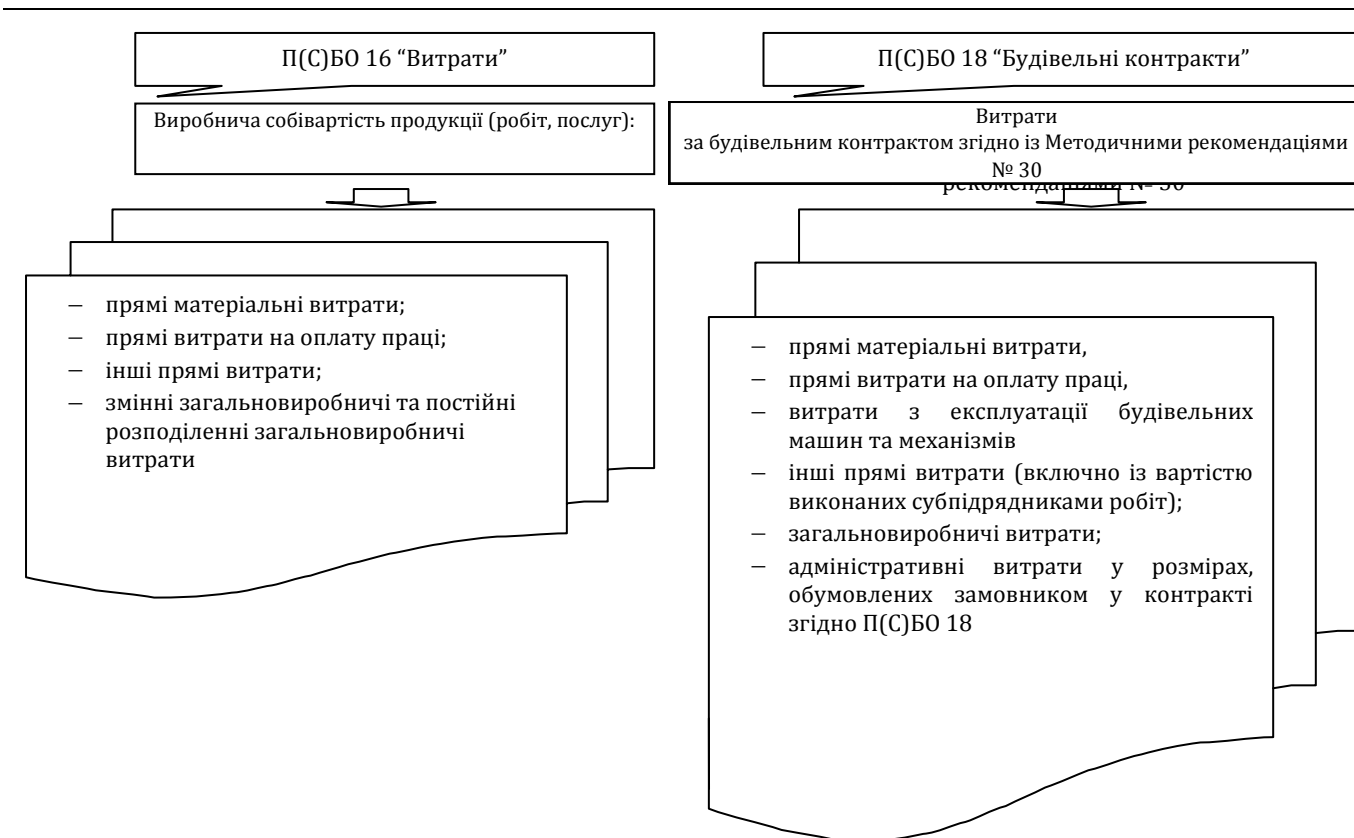 П(С)БО 16 “Витрати”
Виробнича собівартість продукції (робіт, послуг):
– прямі матеріальні витрати;
– прямі витрати на оплату праці;
– інші прямі витрати;
– змінні загальновиробничі та постійні
розподіленні загальновиробничі
витрати
П(С)БО 18 “Будівельні контракти”
Витрати
за будівельним контрактом згідно із Методичними рекомендаціями
№ 30
рекомендаціями № 30
– прямі матеріальні витрати,
– прямі витрати на оплату праці,
– витрати з експлуатації будівельних
машин та механізмів
– інші прямі витрати (включно із вартістю
виконаних субпідрядниками робіт);
– загальновиробничі витрати;
– адміністративні витрати у розмірах,
обумовлених замовником у контракті
згідно П(С)БО 18